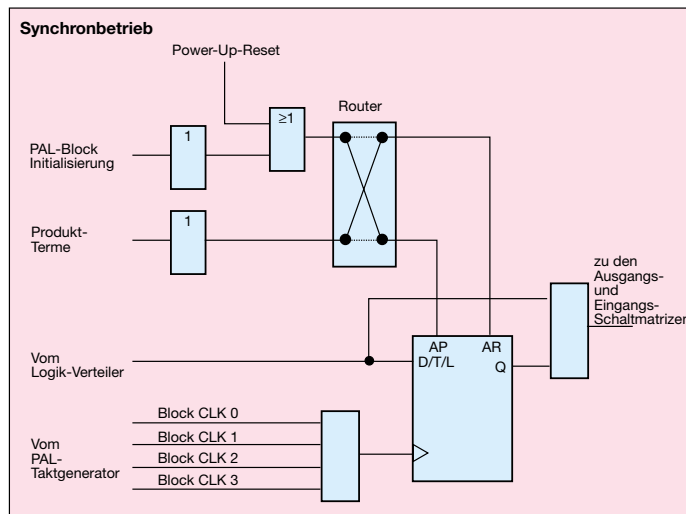 Synchronbetrieb
Power-Up-Reset
Router
≥1
1
PAL-Block
Initialisierung
1
Produkt-
Terme
zu den
Ausgangs-
und
Eingangs-
Schaltmatrizen
AP
AR
Vom
Logik-Verteiler
D/T/L
Q
Block CLK 0
Block CLK 1
Vom
PAL-
Taktgenerator
Block CLK 2
Block CLK 3